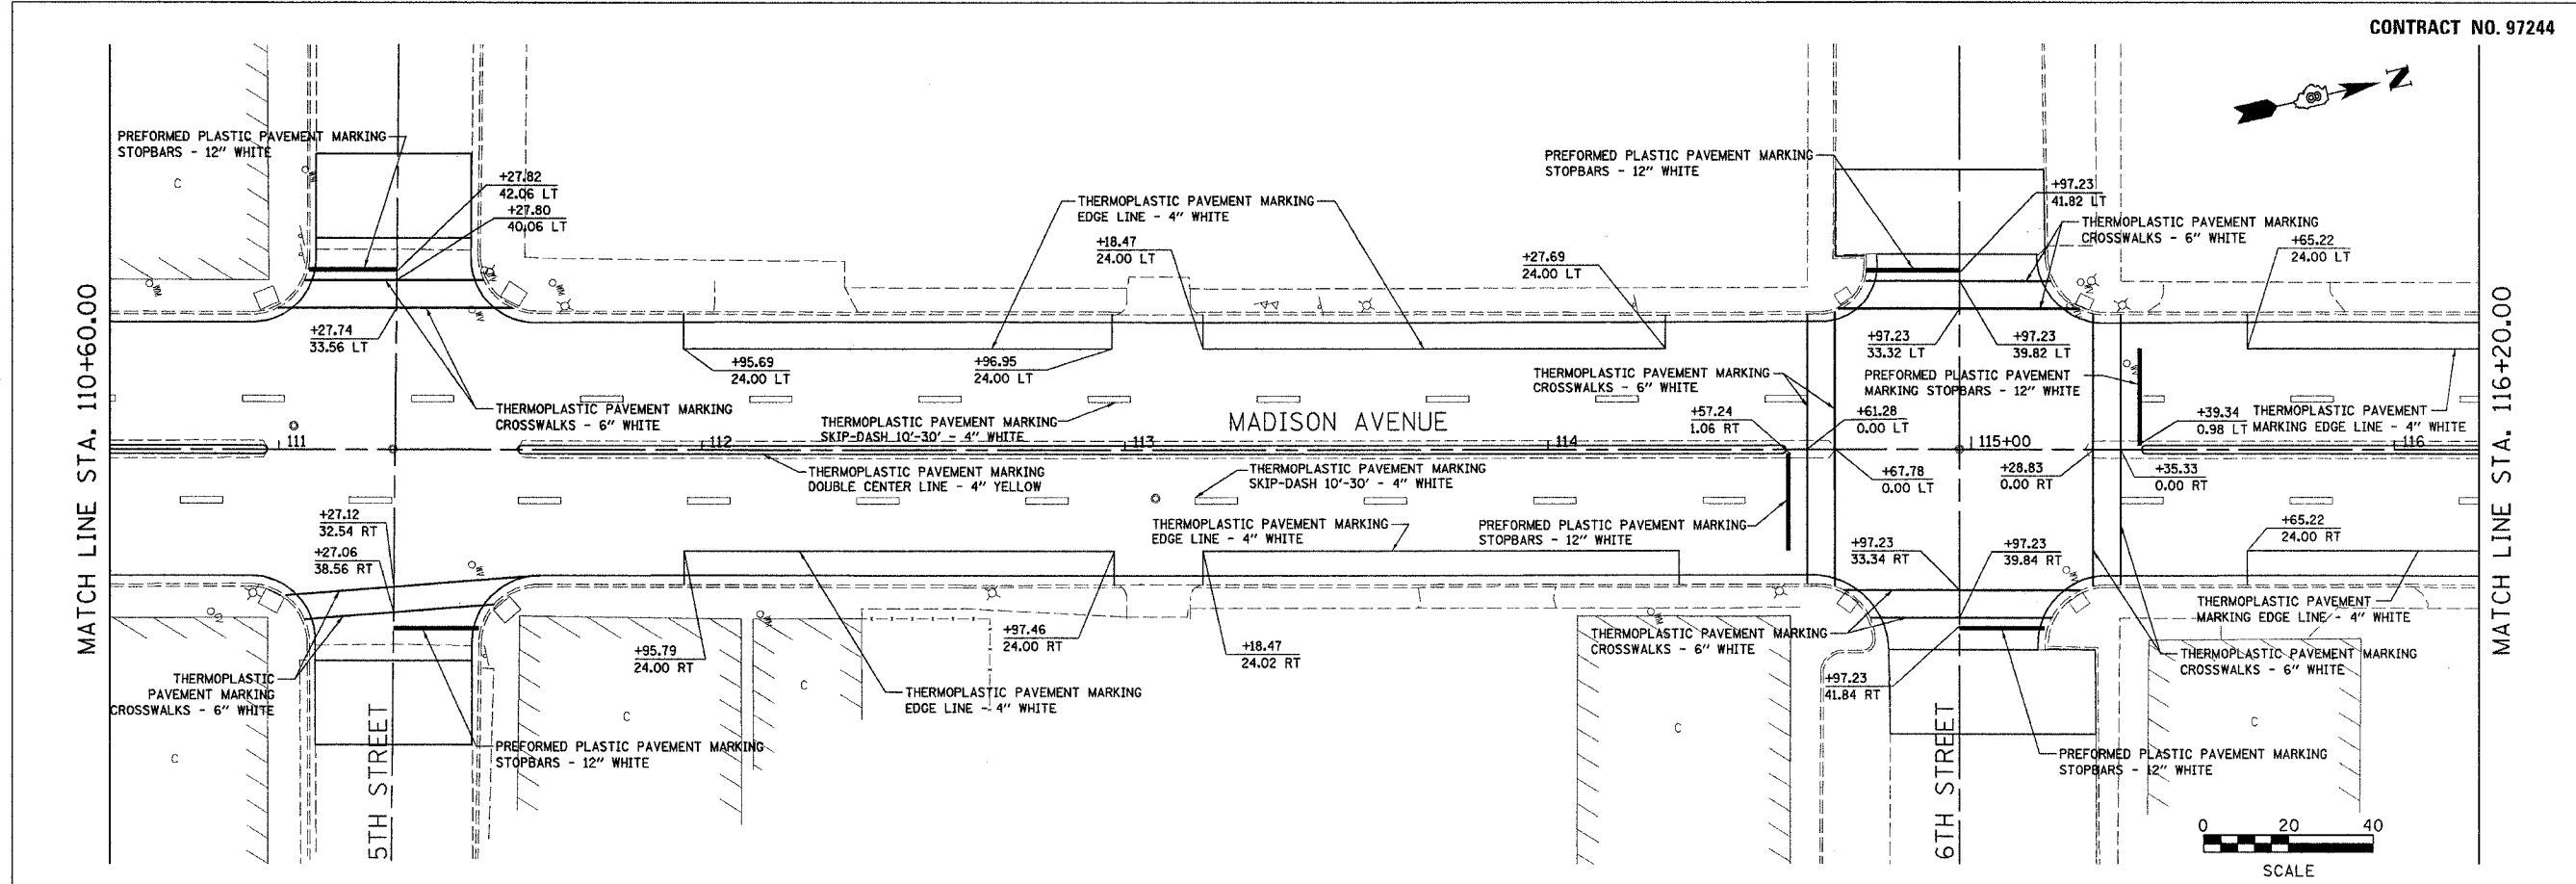 CONTRACT NO. 97244
N
PREFORMED PLASTIC PAVEMENT MARKING
STOPBARS - 12" WHITE
C
+27.82
42.06 LT
+27.80
40.06 LT
+27.74
33.56 LT
THERMOPLASTIC PAVEMENT MARKING
EDGE LINE - 4" WHITE
+18.47
24.00 LT
+27.69
24.00 LT
PREFORMED PLASTIC PAVEMENT MARKING
STOPBARS - 12" WHITE
+97.23
41.82 LT
THERMOPLASTIC PAVEMENT MARKING
CROSSWALKS - 6" WHITE
+65.22
24.00 LT
MATCH LINE STA. 110+60.00
MATCH LINE STA. 116+20.00
+95.69
24.00 LT
+96.95
24.00 LT
+97.23
33.32 LT
+97.23
39.82 LT
THERMOPLASTIC PAVEMENT MARKING
CROSSWALKS - 6" WHITE
THERMOPLASTIC PAVEMENT MARKING
SKIP-DASH 10'-30' - 4" WHITE
MADISON AVENUE
THERMOPLASTIC PAVEMENT MARKING
CROSSWALKS - 6" WHITE
PREFORMED PLASTIC PAVEMENT
MARKING STOPBARS - 12" WHITE
+57.24
1.06 RT
+61.28
0.00 LT
+39.34
0.98 LT
THERMOPLASTIC PAVEMENT
MARKING EDGE LINE - 4" WHITE
111
112
113
114
115+00
116
THERMOPLASTIC PAVEMENT MARKING
DOUBLE CENTER LINE - 4" YELLOW
THERMOPLASTIC PAVEMENT MARKING
SKIP-DASH 10'-30' - 4" WHITE
+67.78
0.00 LT
+28.83
0.00 RT
+35.33
0.00 RT
+27.12
32.54 RT
+27.06
38.56 RT
THERMOPLASTIC PAVEMENT MARKING
EDGE LINE - 4" WHITE
PREFORMED PLASTIC PAVEMENT MARKING
STOPBARS - 12" WHITE
+97.23
33.34 RT
+97.23
39.84 RT
+65.22
24.00 RT
THERMOPLASTIC PAVEMENT
MARKING EDGE LINE - 4" WHITE
+95.79
24.00 RT
+97.46
24.00 RT
+18.47
24.02 RT
THERMOPLASTIC PAVEMENT MARKING
CROSSWALKS - 6" WHITE
THERMOPLASTIC PAVEMENT MARKING
CROSSWALKS - 6" WHITE
THERMOPLASTIC
PAVEMENT MARKING
CROSSWALKS - 6" WHITE
C
THERMOPLASTIC PAVEMENT MARKING
EDGE LINE - 4" WHITE
+97.23
41.84 RT
C
C
C
C
PREFORMED PLASTIC PAVEMENT MARKING
STOPBARS - 12" WHITE
PREFORMED PLASTIC PAVEMENT MARKING
STOPBARS - 12" WHITE
5TH STREET
6TH STREET
0 20 40
SCALE